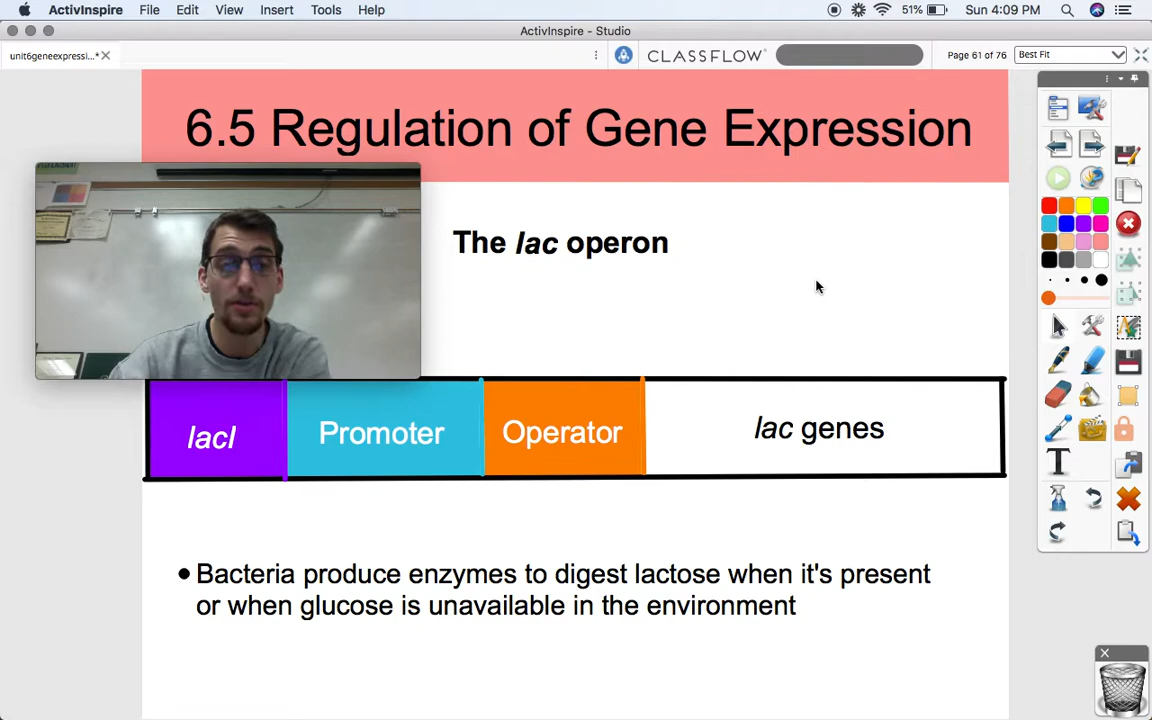 ActivInspire File Edit View Insert Tools Help 51% Sun 4:09 PM
ActivInspire - Studio
unit6geneexpressi...* CLASSFLOW Page 61 of 76 Best Fit
6.5 Regulation of Gene Expression
The lac operon
lacI Promoter Operator lac genes
• Bacteria produce enzymes to digest lactose when it's present
or when glucose is unavailable in the environment